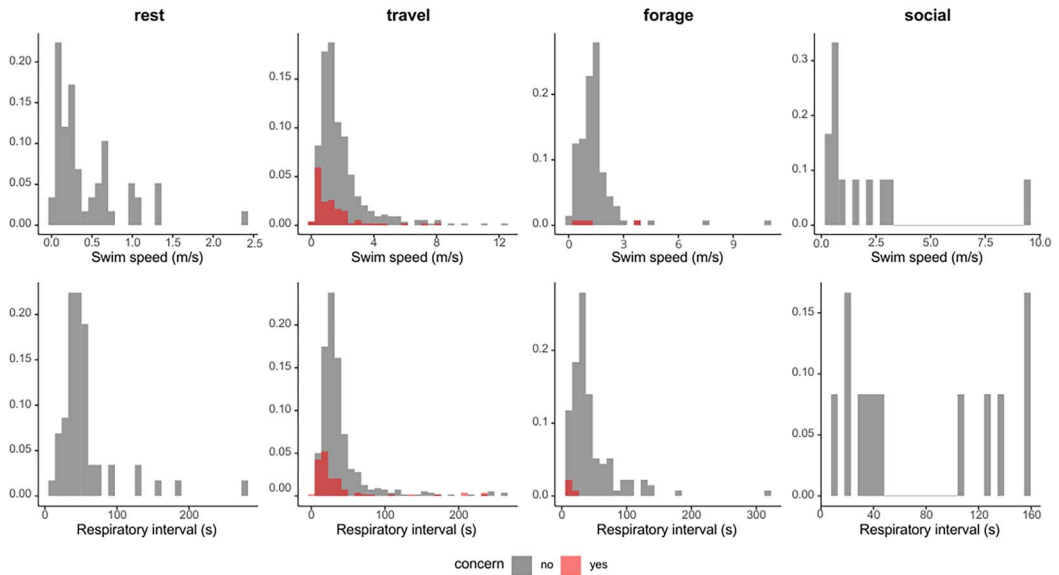 rest travel forage social
0.20
0.15
0.10
0.05
0.00
0.0 0.5 1.0 1.5 2.0 2.5
Swim speed (m/s)
0.15
0.10
0.05
0.00
0 4 8 12
Swim speed (m/s)
0.2
0.1
0.0
0 3 6 9
Swim speed (m/s)
0.3
0.2
0.1
0.0
0.0 2.5 5.0 7.5 10.0
Swim speed (m/s)
0.20
0.15
0.10
0.05
0.00
0 100 200 300
Respiratory interval (s)
0.20
0.15
0.10
0.05
0.00
0 100 200
Respiratory interval (s)
0.2
0.1
0.0
0 100 200 300
Respiratory interval (s)
0.15
0.10
0.05
0.00
0 40 80 120 160
Respiratory interval (s)
concern no yes